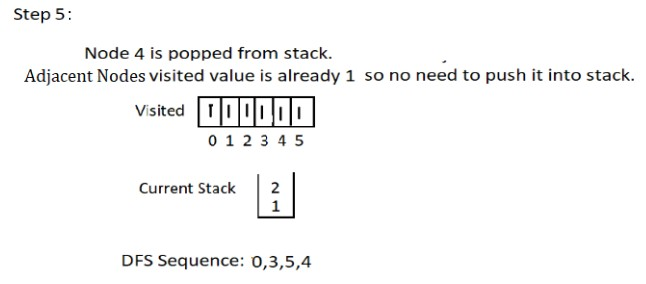 Step 5:
Node 4 is popped from stack.
Adjacent Nodes visited value is already 1 so no need to push it into stack.
Visited 1 1 1 1 1 1
0 1 2 3 4 5
Current Stack 2
1
DFS Sequence: 0,3,5,4